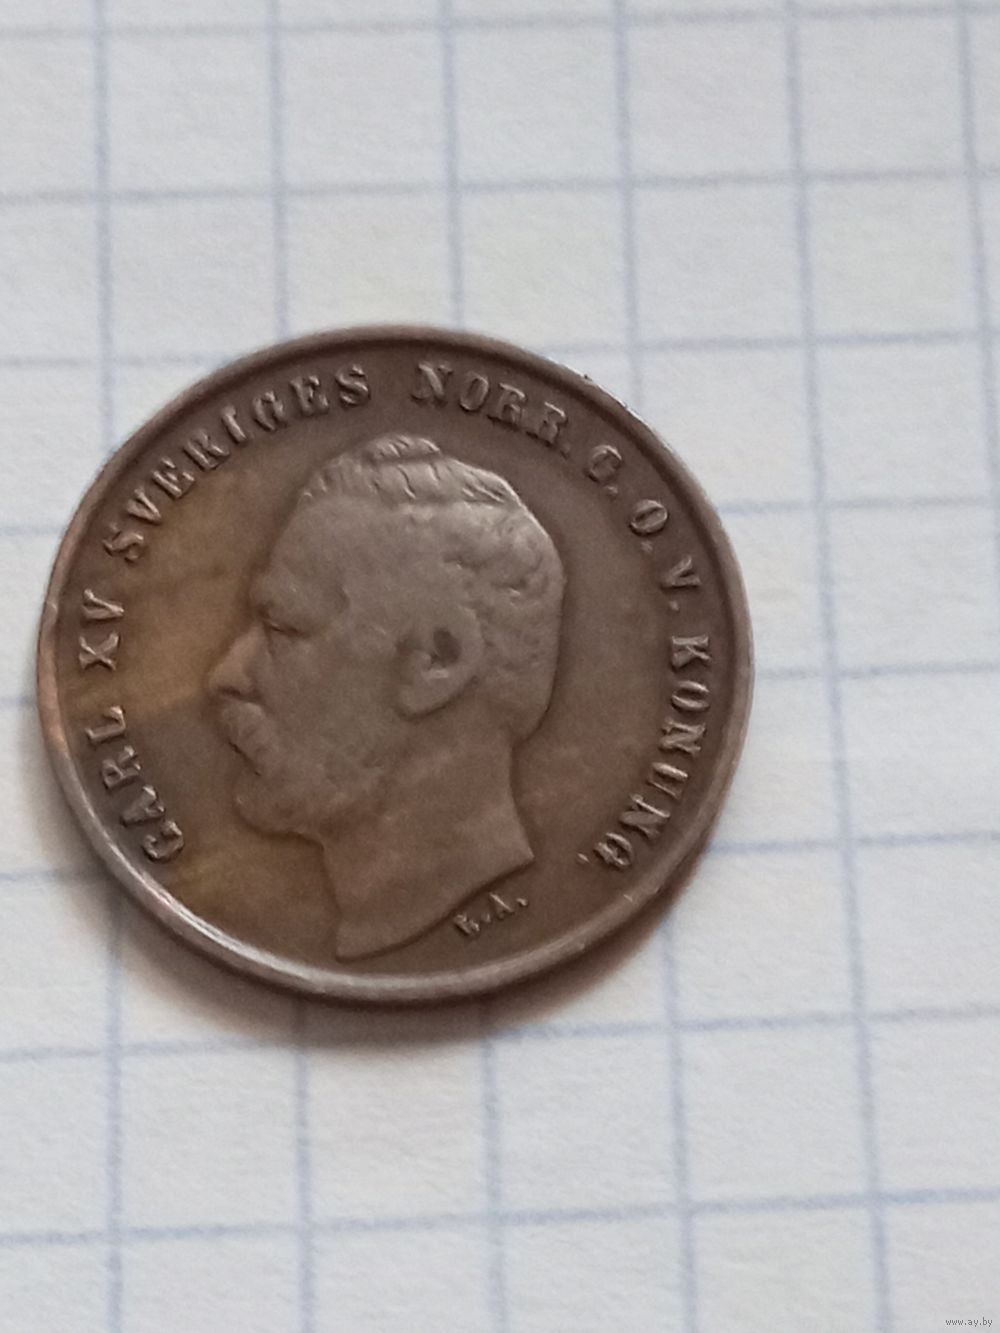 CARL XV SVERIGES NORR. G. O. V. KONUNG.
L.A.
www.ay.by